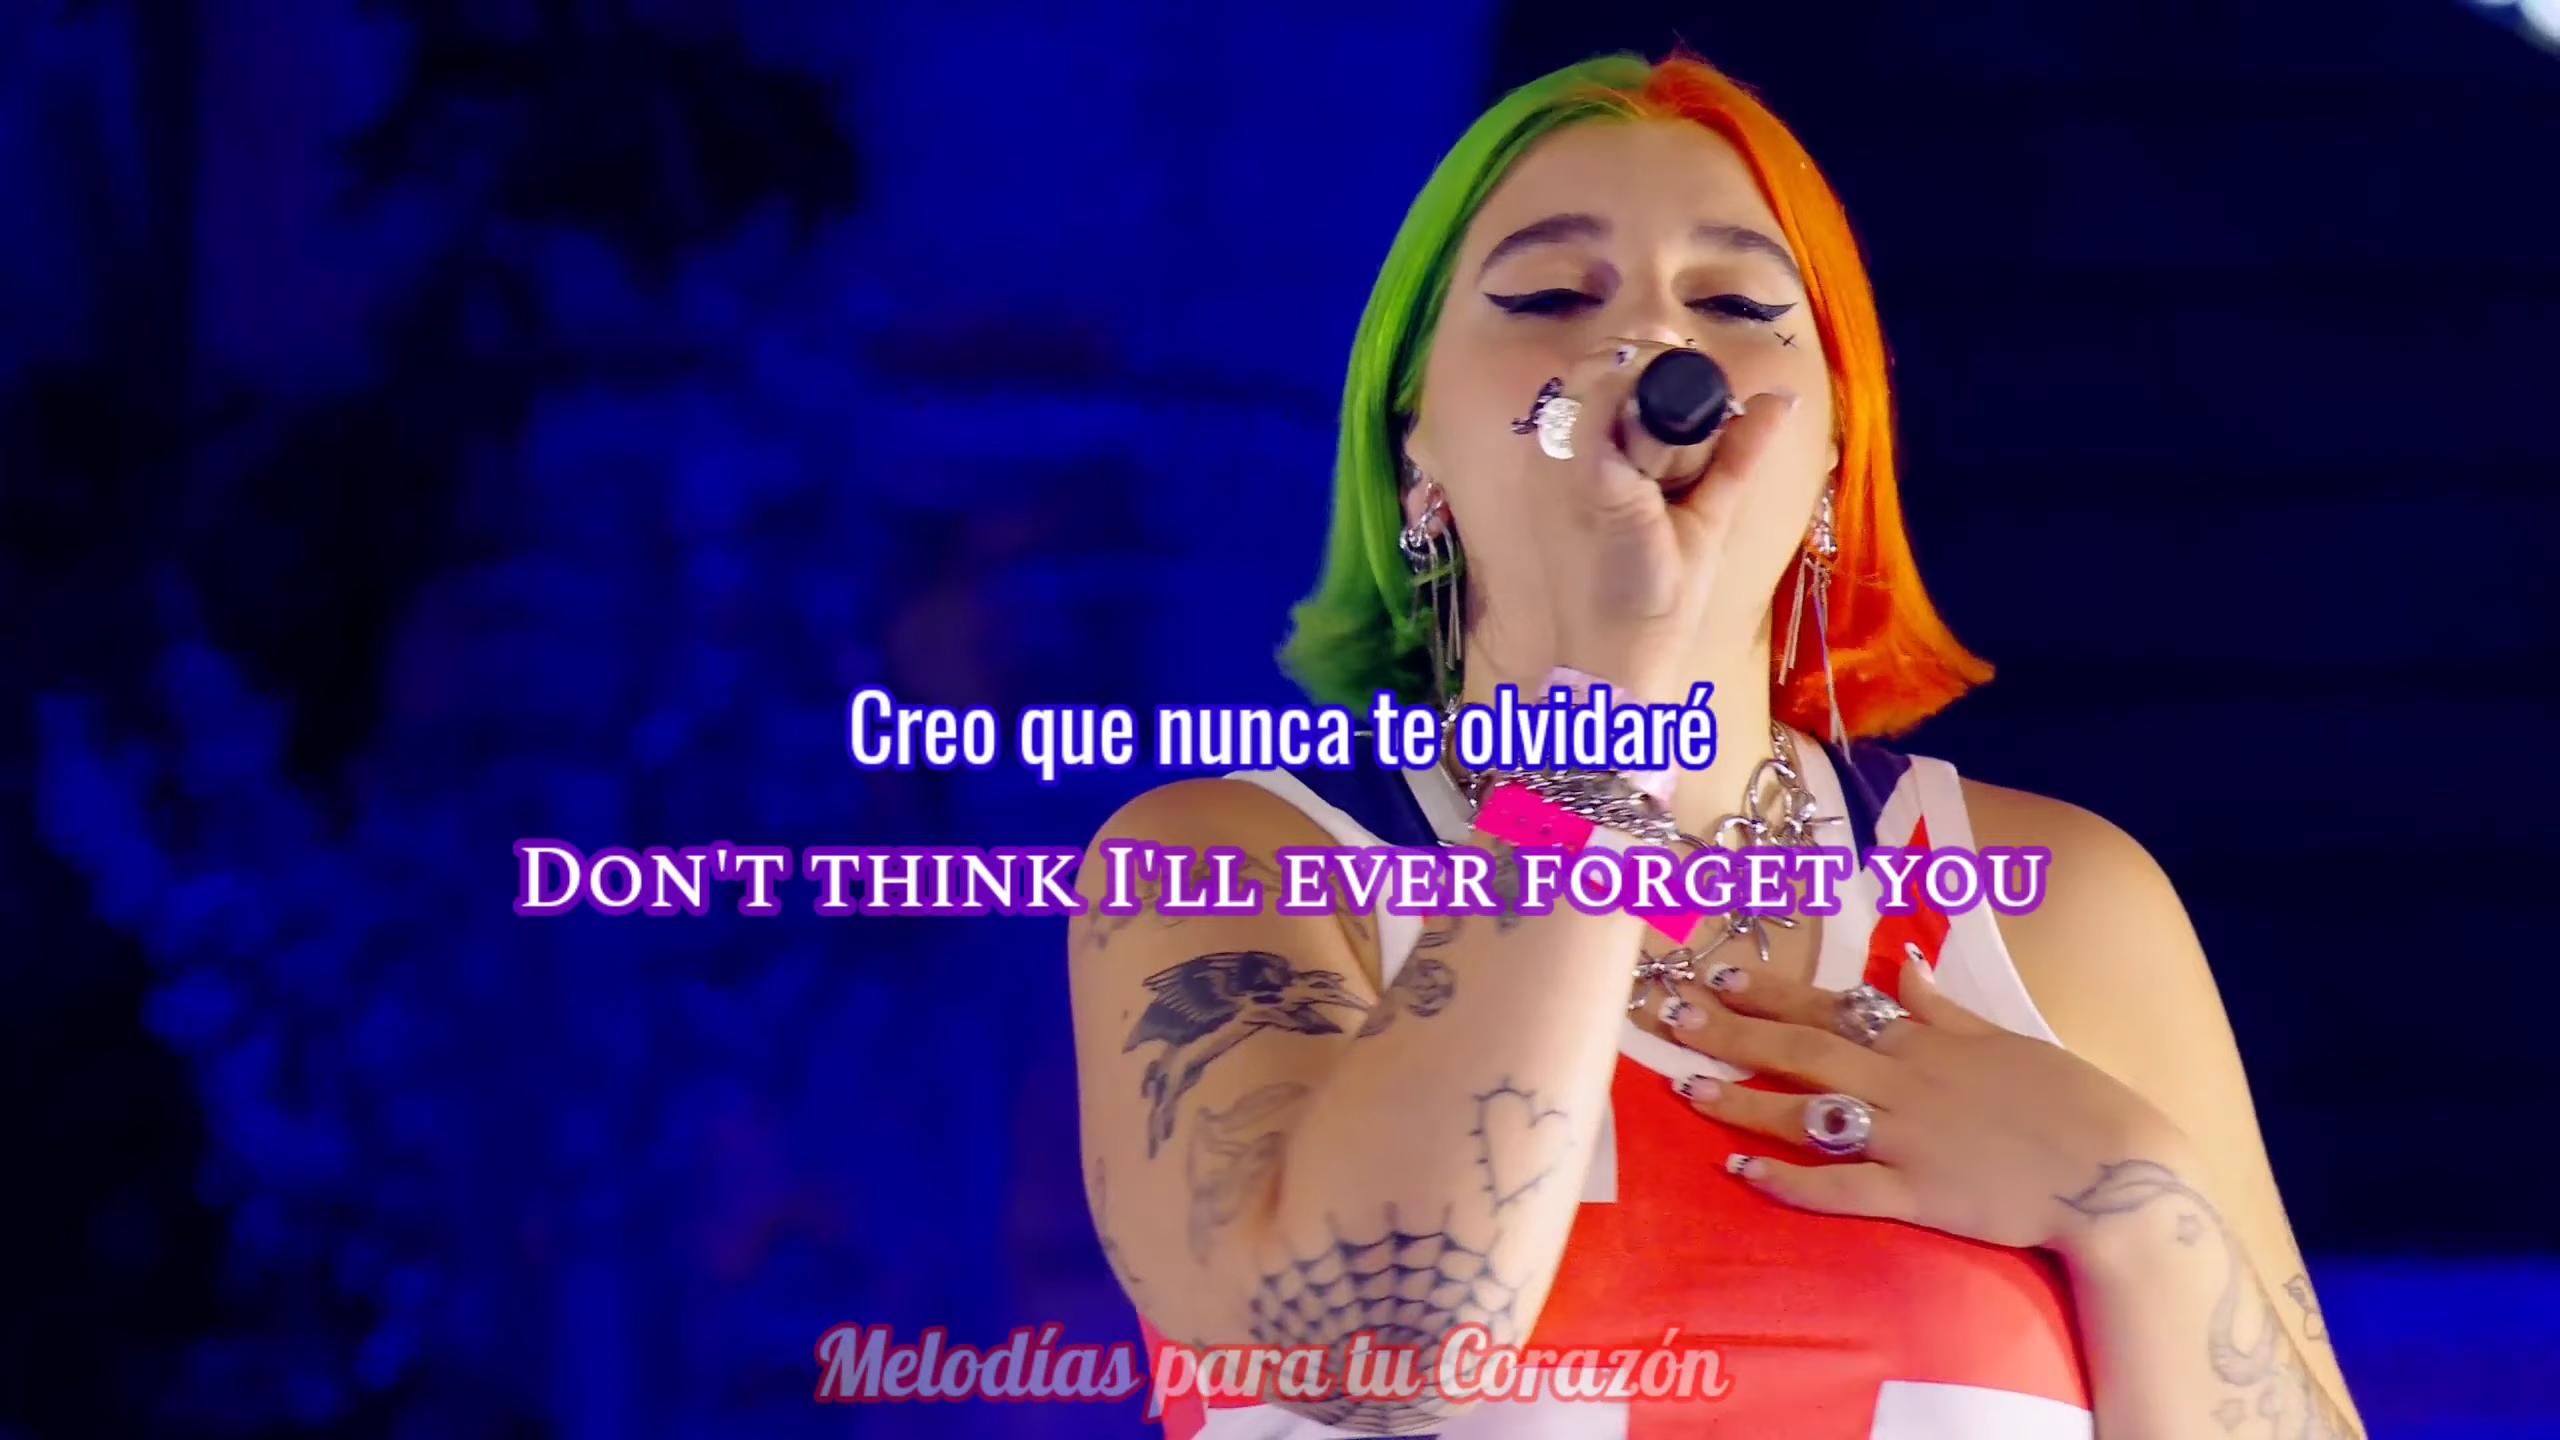 Creo que nunca te olvidaré
Don't think I'll ever forget you
Melodías para tu Corazón